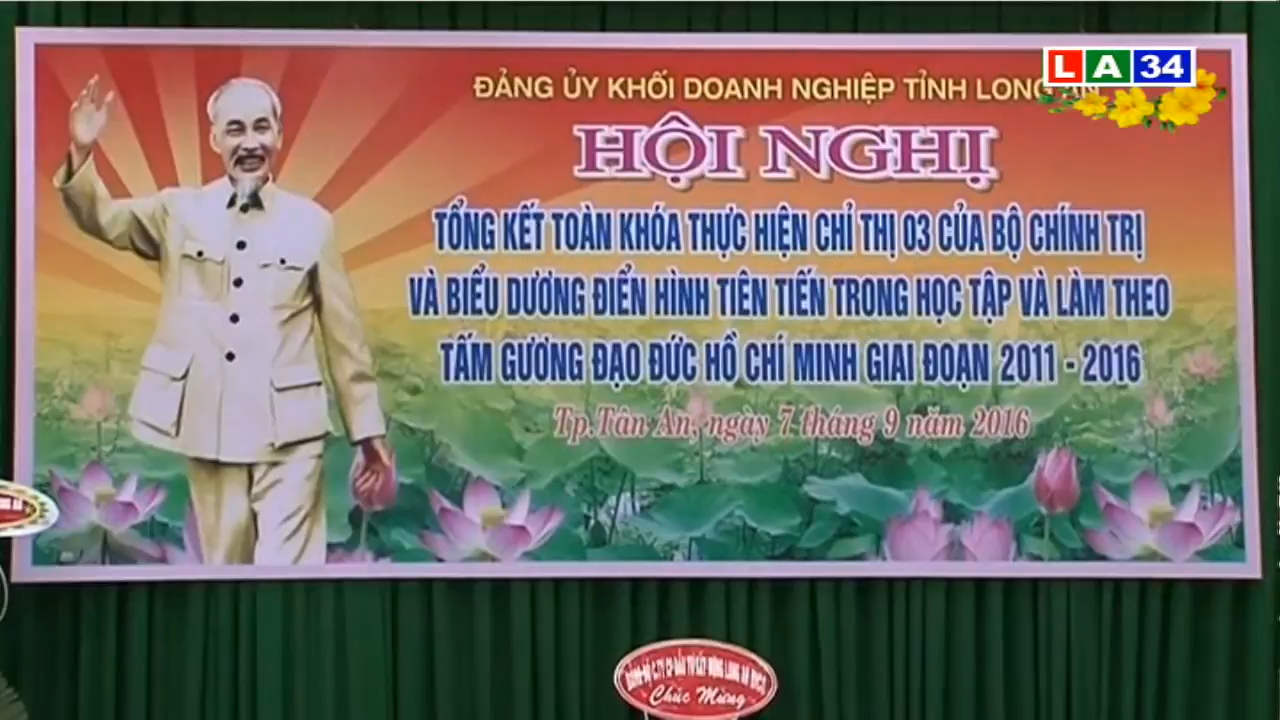 LA34
ĐẢNG ỦY KHỐI DOANH NGHIỆP TỈNH LONG AN
HỘI NGHỊ
TỔNG KẾT TOÀN KHÓA THỰC HIỆN CHỈ THỊ 03 CỦA BỘ CHÍNH TRỊ
VÀ BIỂU DƯƠNG ĐIỂN HÌNH TIÊN TIẾN TRONG HỌC TẬP VÀ LÀM THEO
TẤM GƯƠNG ĐẠO ĐỨC HỒ CHÍ MINH GIAI ĐOẠN 2011 - 2016
Tp.Tân An, ngày 7 tháng 9 năm 2016
Chúc Mừng